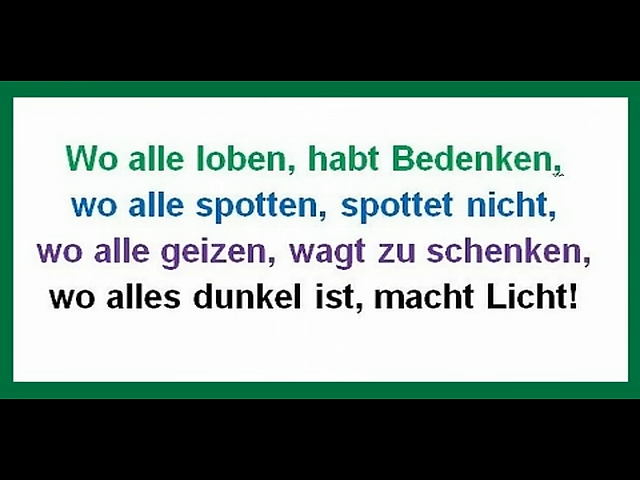 Wo alle loben, habt Bedenken,
wo alle spotten, spottet nicht,
wo alle geizen, wagt zu schenken,
wo alles dunkel ist, macht Licht!